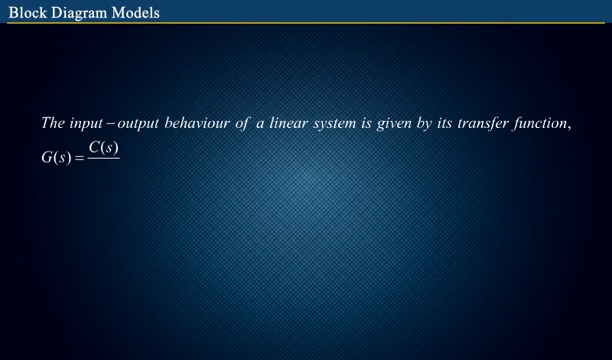 Block Diagram Models
The input – output behaviour of a linear system is given by its transfer function,
G(s) = C(s)